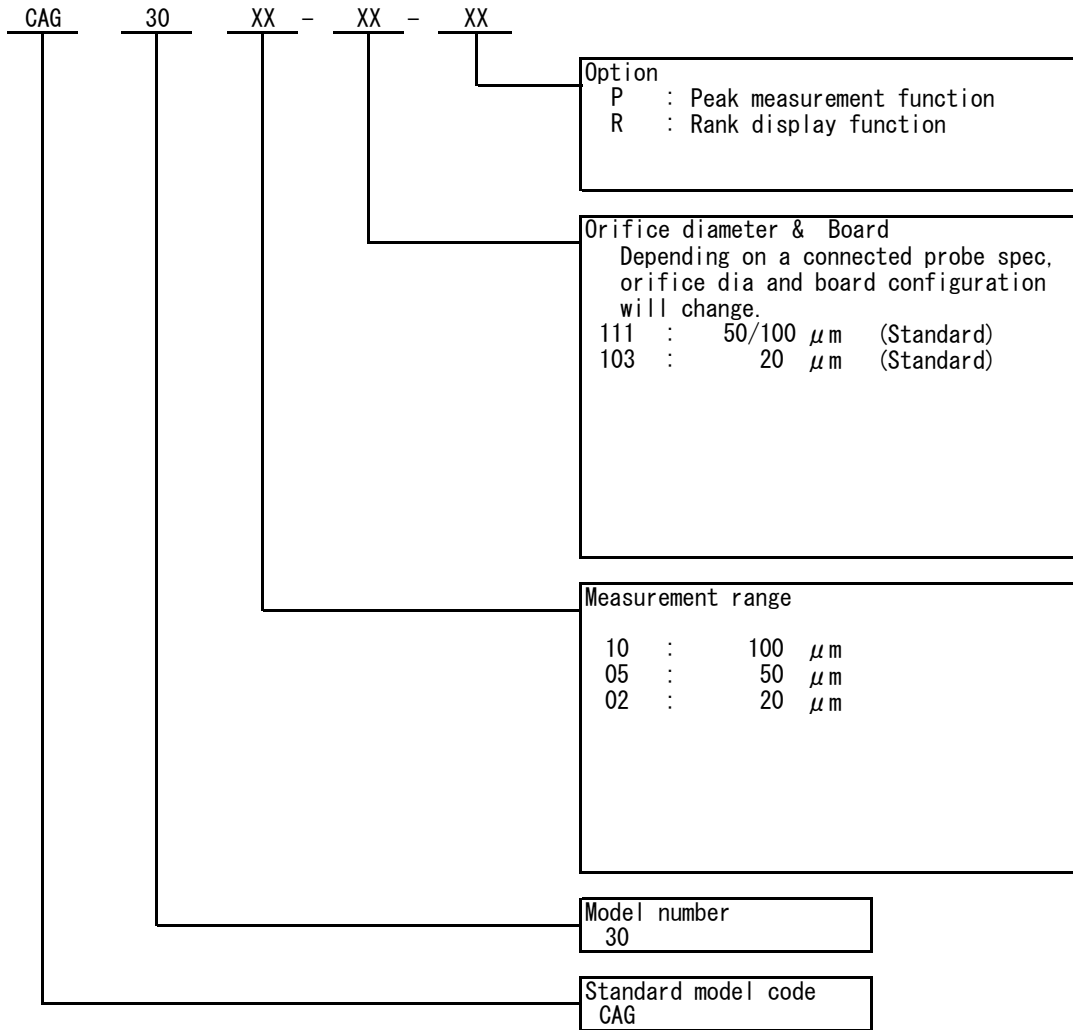 CAG 30 XX - XX - XX
Option
P : Peak measurement function
R : Rank display function
Orifice diameter & Board
Depending on a connected probe spec,
orifice dia and board configuration
will change.
111 : 50/100 μm (Standard)
103 : 20 μm (Standard)
Measurement range
10 : 100 μm
05 : 50 μm
02 : 20 μm
Model number
30
Standard model code
CAG